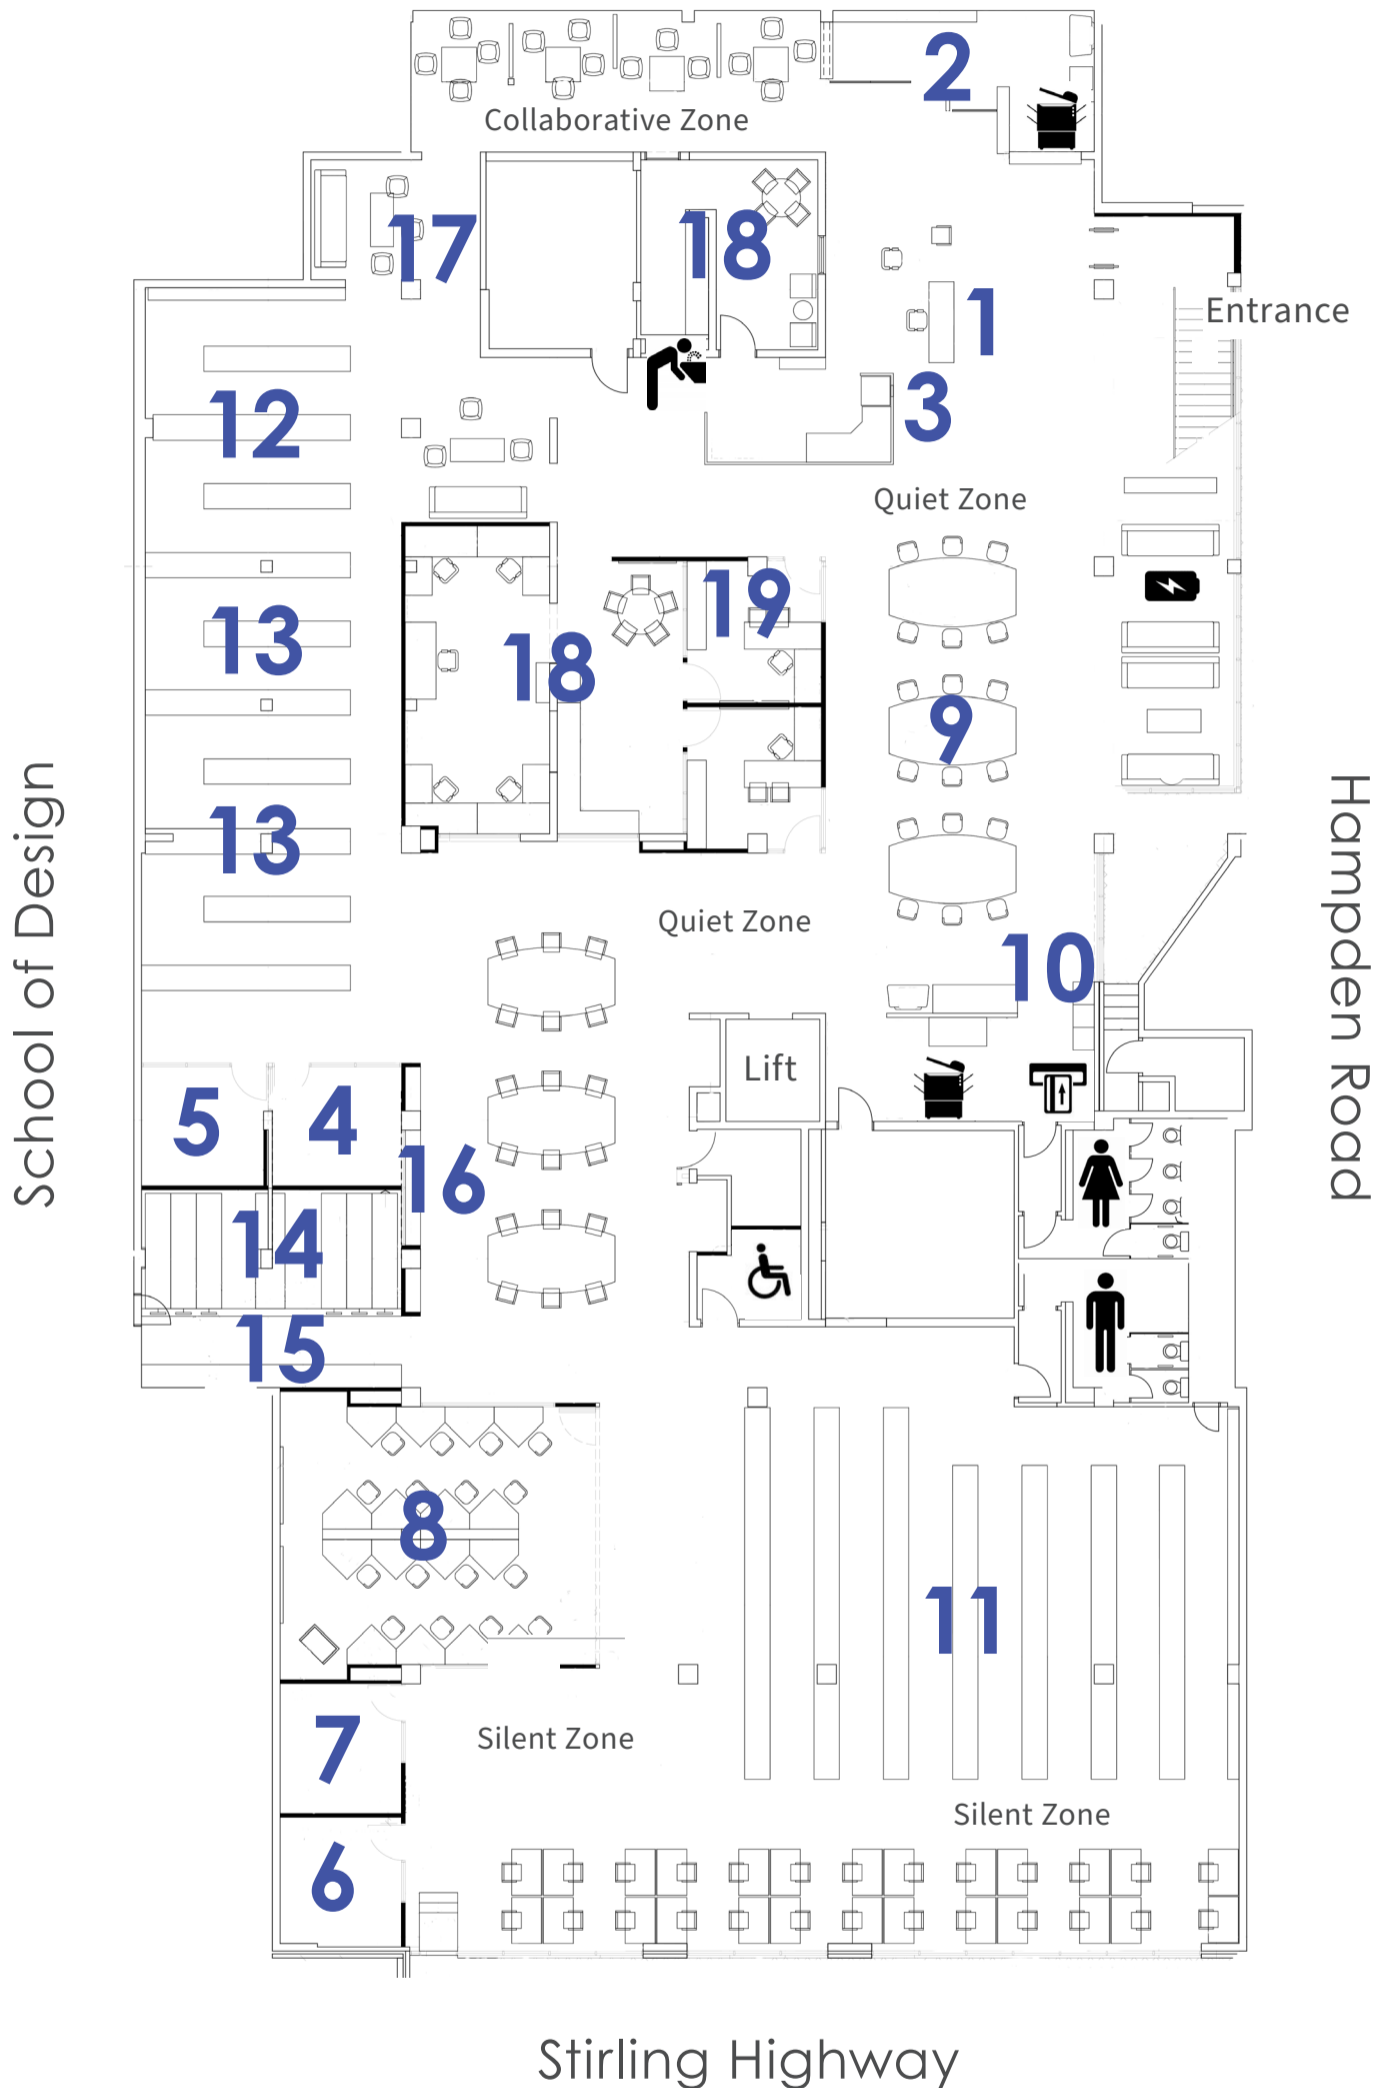 2
Collaborative Zone
17
18
1
Entrance
3
12
Quiet Zone
19
13
18
9
13
School of Design
Hampden Road
Quiet Zone
10
Lift
5
4
16
14
15
8
11
7
Silent Zone
Silent Zone
6
Stirling Highway